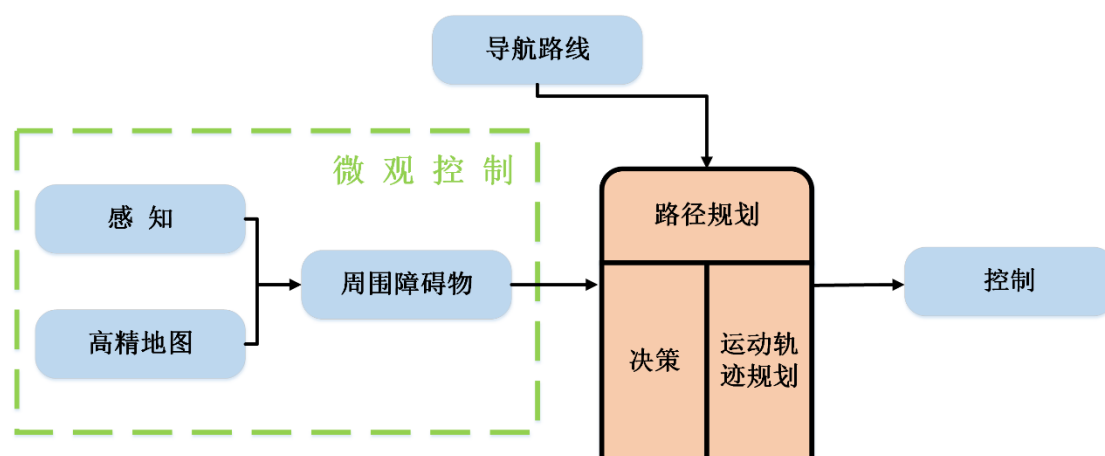 导航路线
微观控制
感 知
路径规划
周围障碍物
控制
高精地图
决策
运动轨
迹规划